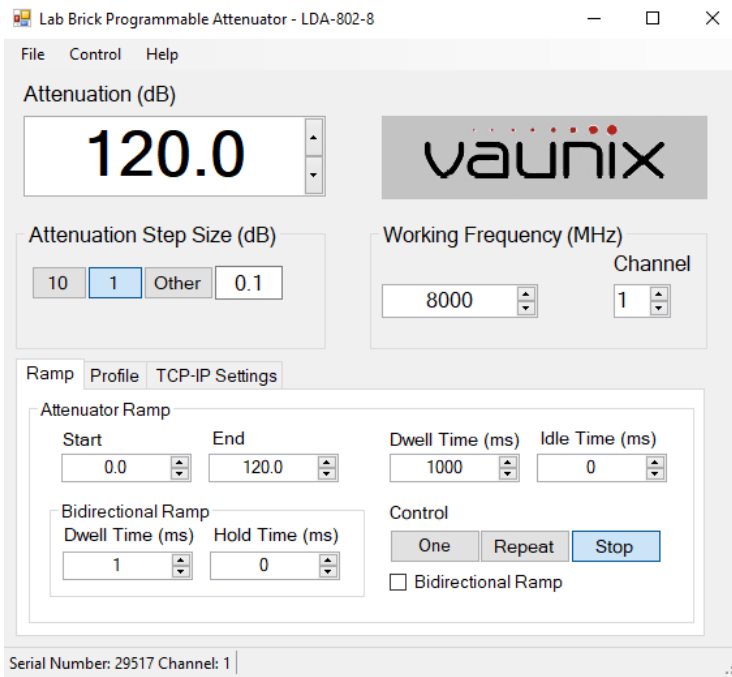 Lab Brick Programmable Attenuator - LDA-802-8
File Control Help
Attenuation (dB)
120.0
vaunix
Attenuation Step Size (dB)
10 1 Other 0.1
Working Frequency (MHz)
Channel
8000 1
Ramp Profile TCP-IP Settings
Attenuator Ramp
Start End Dwell Time (ms) Idle Time (ms)
0.0 120.0 1000 0
Bidirectional Ramp
Dwell Time (ms) Hold Time (ms)
1 0
Control
One Repeat Stop
Bidirectional Ramp
Serial Number: 29517 Channel: 1